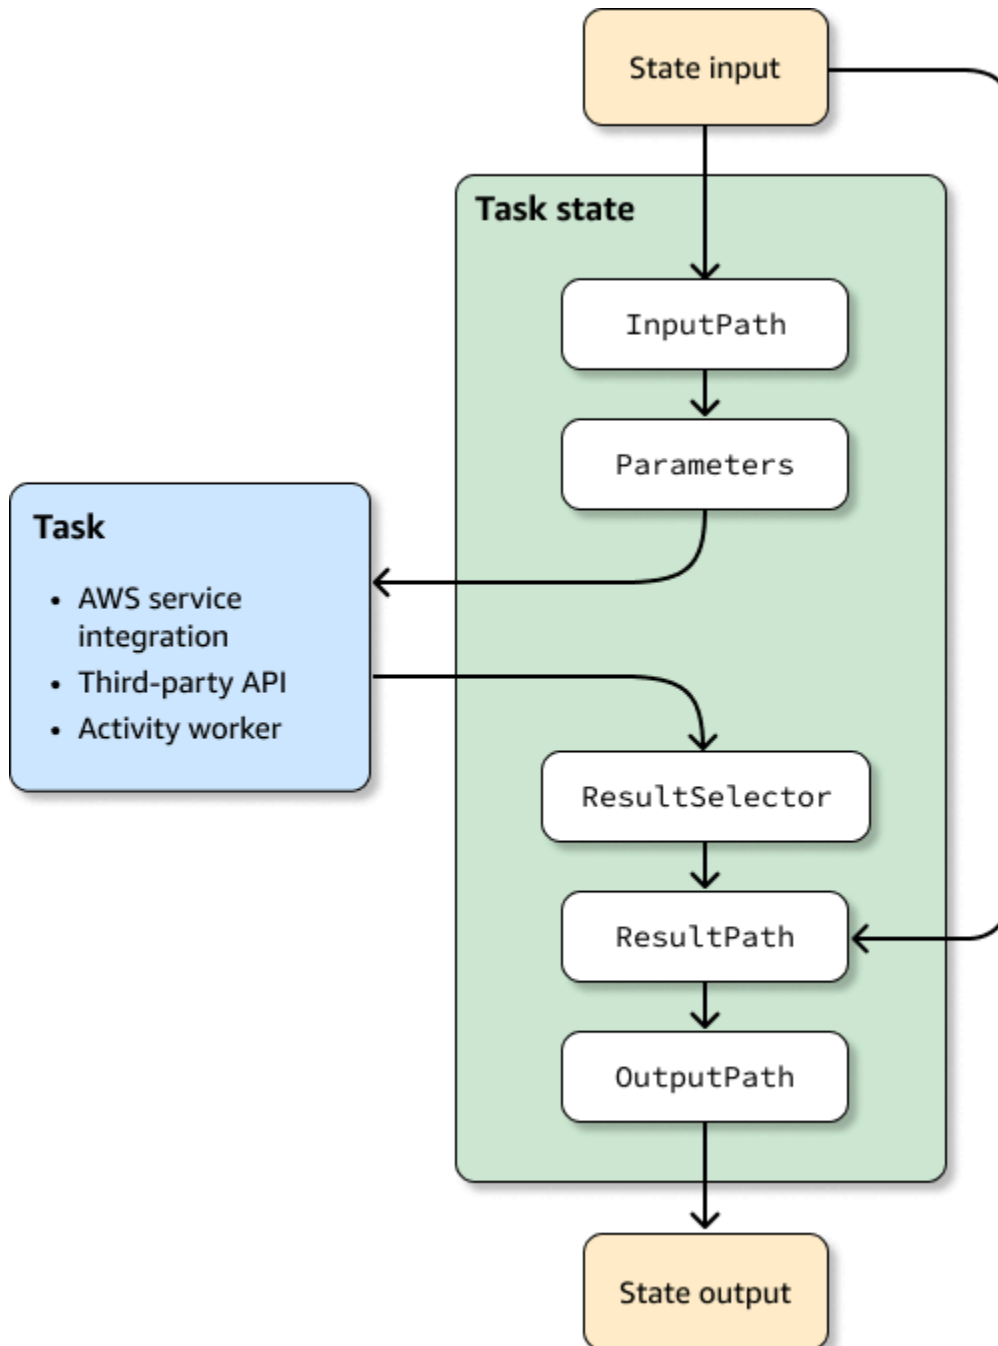 State input
Task state
InputPath
Parameters
Task
• AWS service
integration
• Third-party API
• Activity worker
ResultSelector
ResultPath
OutputPath
State output